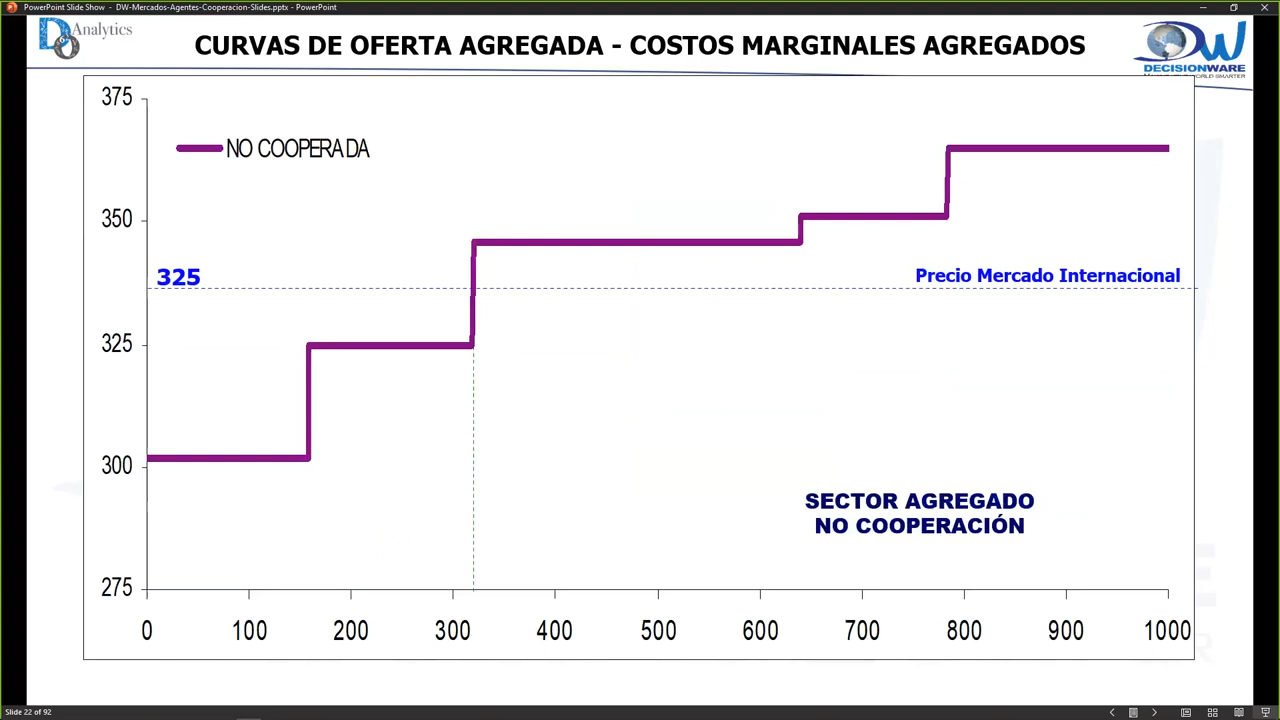 PowerPoint Slide Show - DW-Mercados-Agentes-Cooperacion-Slides.pptx - PowerPoint
DO Analytics
CURVAS DE OFERTA AGREGADA - COSTOS MARGINALES AGREGADOS
DW
DECISIONWARE
375
NO COOPERADA
350
325
Precio Mercado Internacional
325
300
SECTOR AGREGADO
NO COOPERACIÓN
275
0 100 200 300 400 500 600 700 800 900 1000
Slide 22 of 92